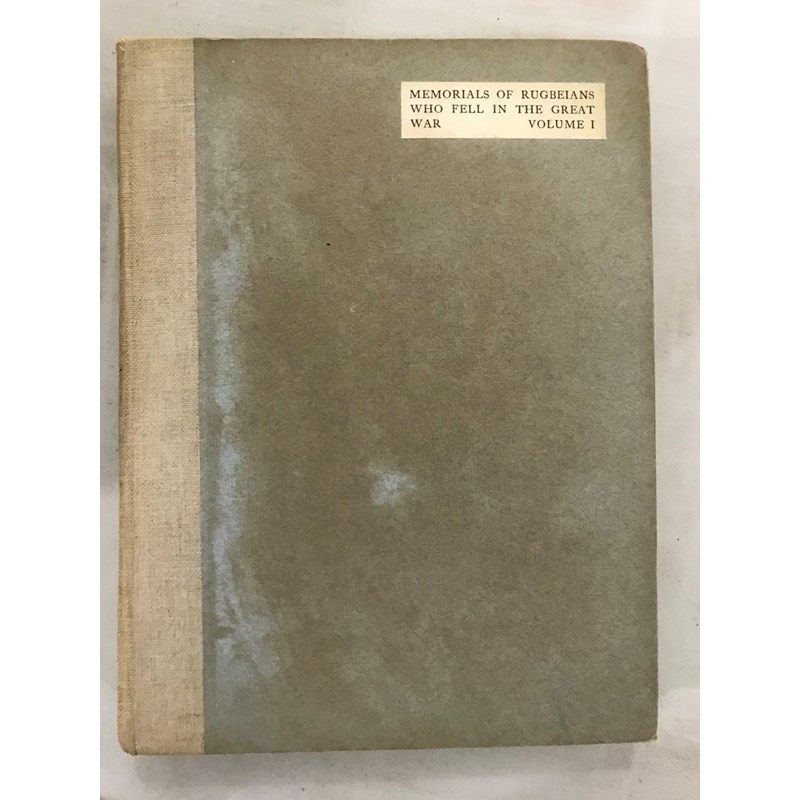 MEMORIALS OF RUGBEIANS
WHO FELL IN THE GREAT
WAR VOLUME I